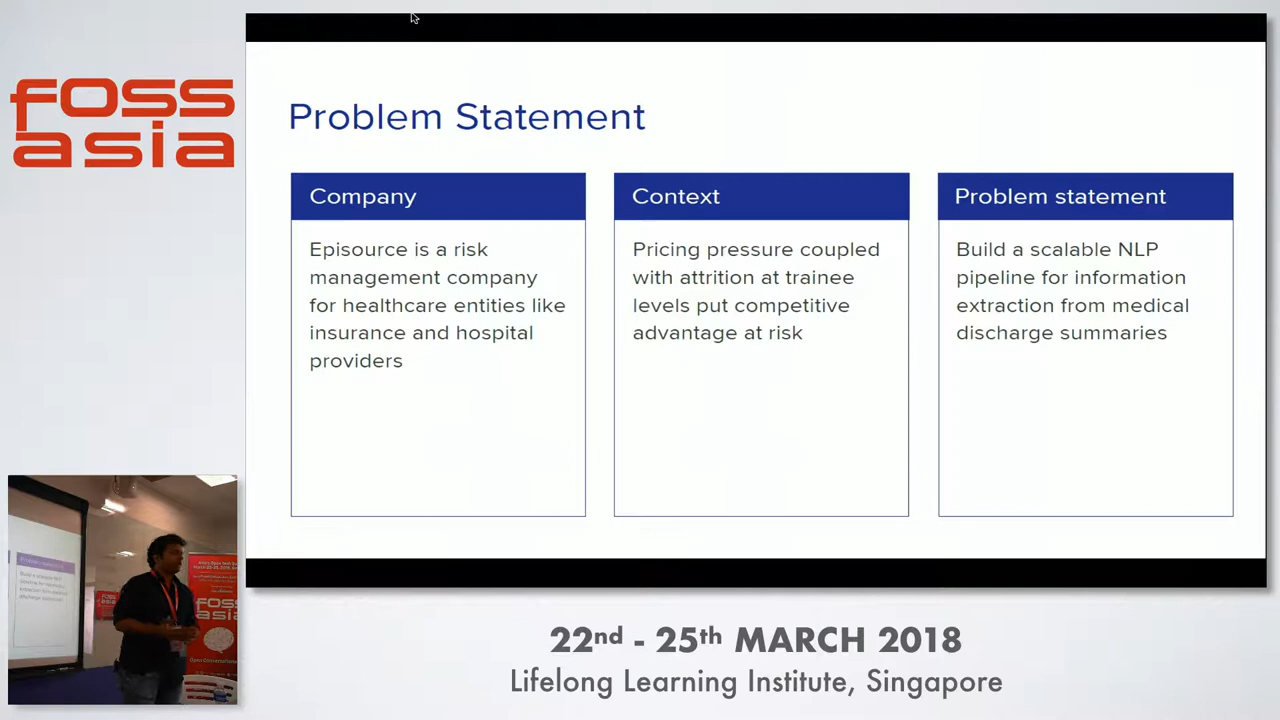 foss
asia
Problem Statement
Company
Episource is a risk
management company
for healthcare entities like
insurance and hospital
providers
Context
Pricing pressure coupled
with attrition at trainee
levels put competitive
advantage at risk
Problem statement
Build a scalable NLP
pipeline for information
extraction from medical
discharge summaries
FOSS
asia
22nd - 25th MARCH 2018
Lifelong Learning Institute, Singapore